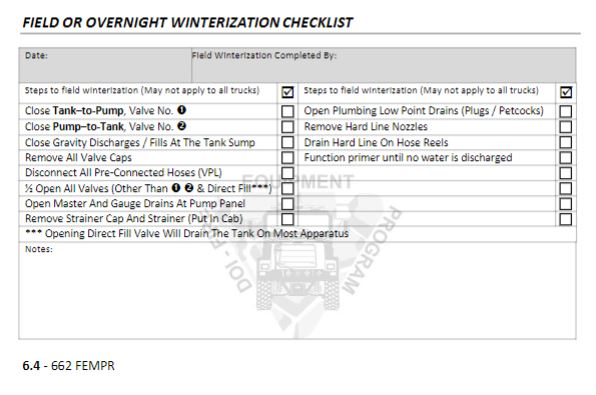 FIELD OR OVERNIGHT WINTERIZATION CHECKLIST
Date:
Field Winterization Completed By:
Steps to field winterization (May not apply to all trucks) ☑
Steps to field winterization (May not apply to all trucks) ☑
Close Tank–to-Pump, Valve No. ❶
Open Plumbing Low Point Drains (Plugs / Petcocks)
Close Pump–to-Tank, Valve No. ❷
Remove Hard Line Nozzles
Close Gravity Discharges / Fills At The Tank Sump
Drain Hard Line On Hose Reels
Remove All Valve Caps
Function primer until no water is discharged
Disconnect All Pre-Connected Hoses (VPL)
½ Open All Valves (Other Than ❶ ❷ & Direct Fill***)
Open Master And Gauge Drains At Pump Panel
Remove Strainer Cap And Strainer (Put In Cab)
*** Opening Direct Fill Valve Will Drain The Tank On Most Apparatus
Notes:
EQUIPMENT
PROGRAM
6.4 - 662 FEMPR